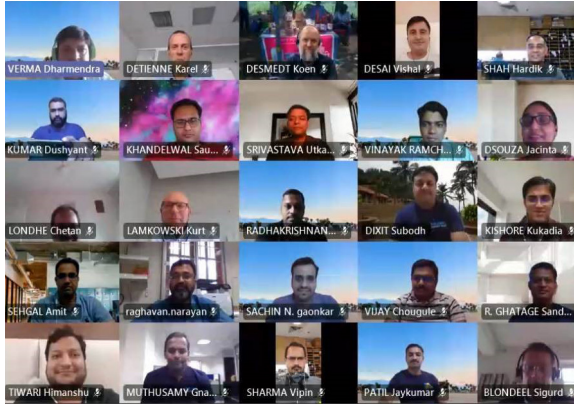 VERMA Dharmendra
DETIENNE Karel
DESMEDT Koen
DESAI Vishal
SHAH Hardik
KUMAR Dushyant
KHANDELWAL Sau...
SRIVASTAVA Utka...
VINAYAK RAMCH...
DSOUZA Jacinta
LONDHE Chetan
LAMKOWSKI Kurt
RADHAKRISHNAN...
DIXIT Subodh
KISHORE Kukadia
SEHGAL Amit
raghavan.narayan
SACHIN N. gaonkar
VIJAY Chougule
R. GHATAGE Sand...
TIWARI Himanshu
MUTHUSAMY Gna...
SHARMA Vipin
PATIL Jaykumar
BLONDEEL Sigurd